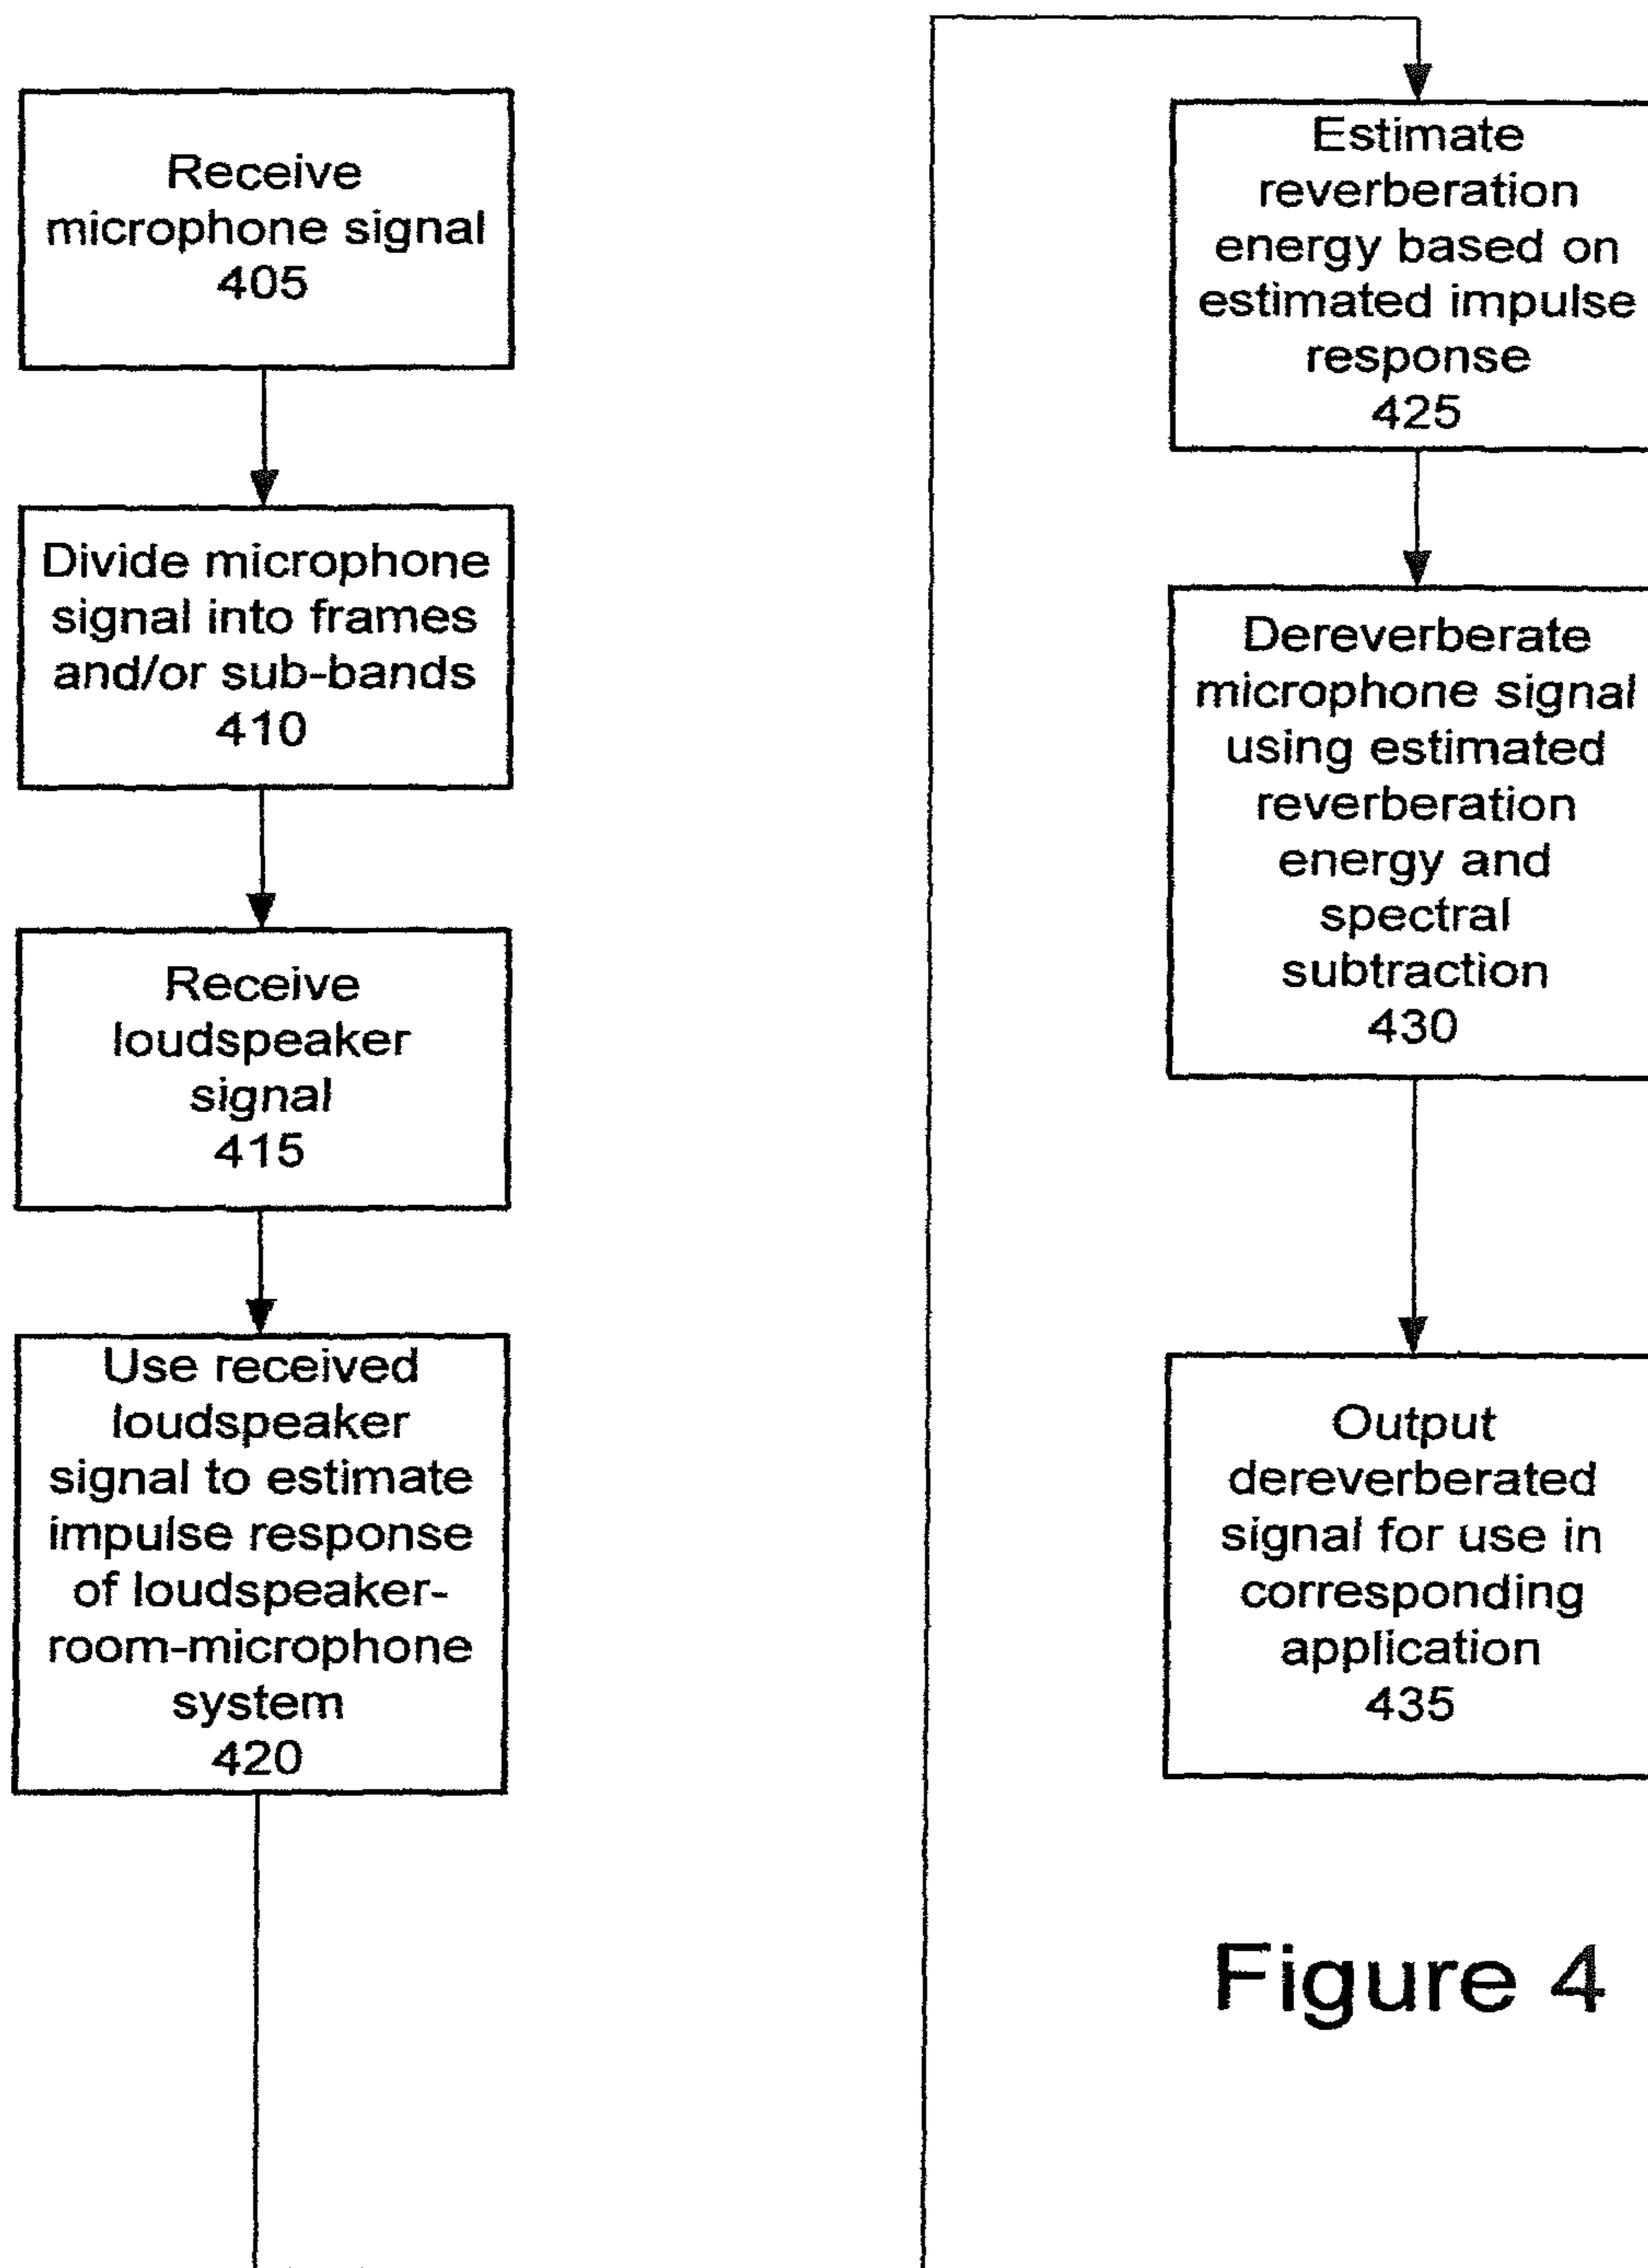 Receive
microphone signal
405
Divide microphone
signal into frames
and/or sub-bands
410
Receive
loudspeaker
signal
415
Use received
loudspeaker
signal to estimate
impulse response
of loudspeaker-
room-microphone
system
420
Estimate
reverberation
energy based on
estimated impulse
response
425
Dereverberate
microphone signal
using estimated
reverberation
energy and
spectral
subtraction
430
Output
dereverberated
signal for use in
corresponding
application
435
Figure 4